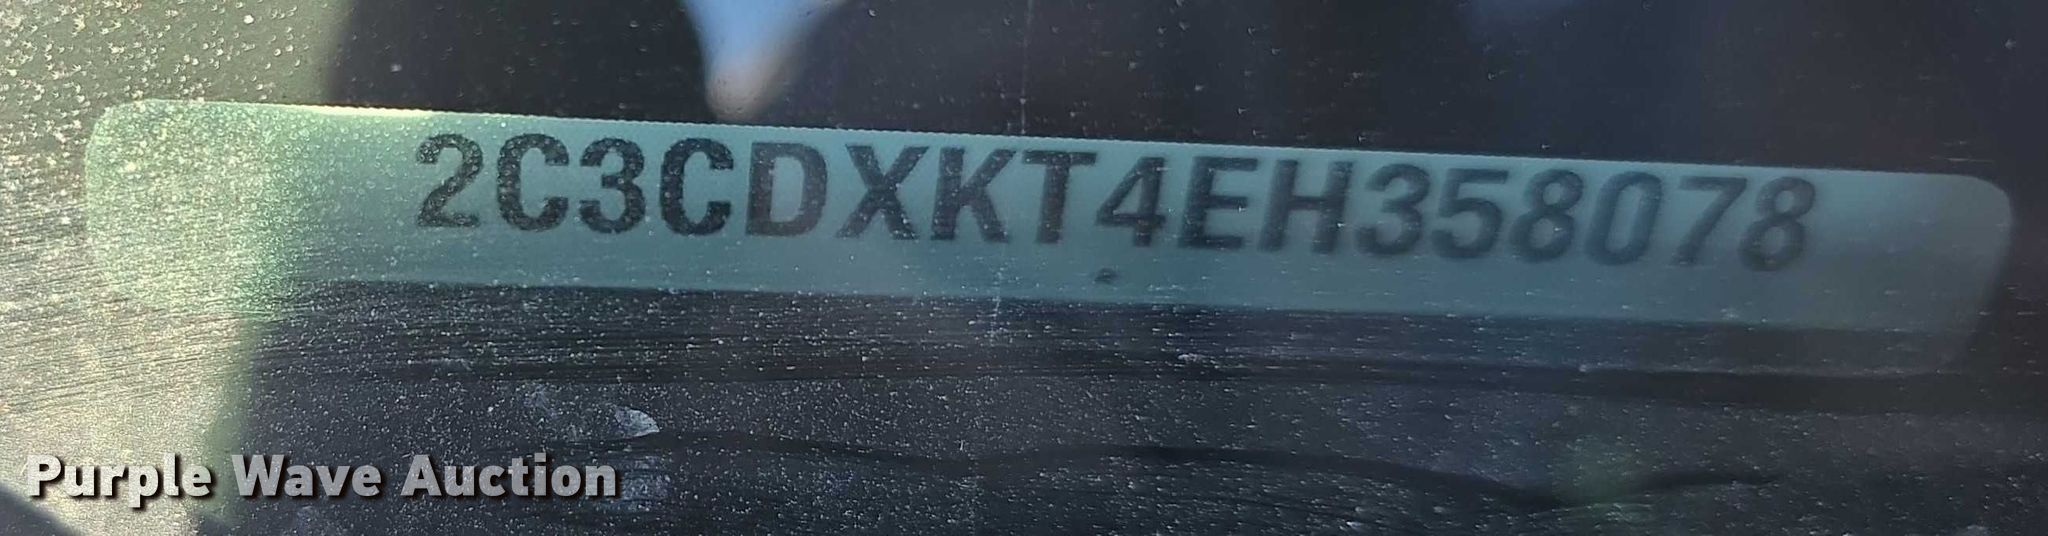 2C3CDXKT4EH358078
Purple Wave Auction